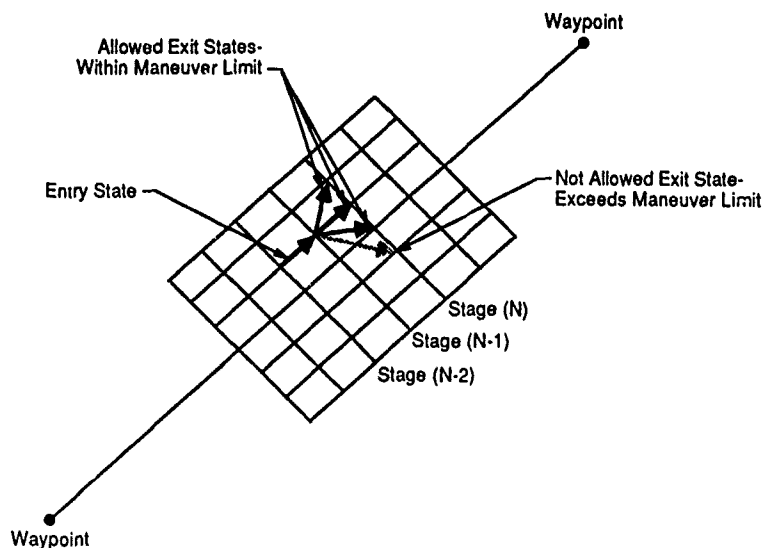 Waypoint
Allowed Exit States-
Within Maneuver Limit
Entry State
Not Allowed Exit State-
Exceeds Maneuver Limit
Stage (N)
Stage (N-1)
Stage (N-2)
Waypoint